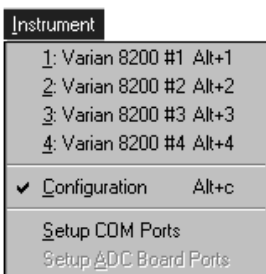 Instrument
1: Varian 8200 #1 Alt+1
2: Varian 8200 #2 Alt+2
3: Varian 8200 #3 Alt+3
4: Varian 8200 #4 Alt+4
Configuration Alt+c
Setup COM Ports
Setup ADC Board Ports